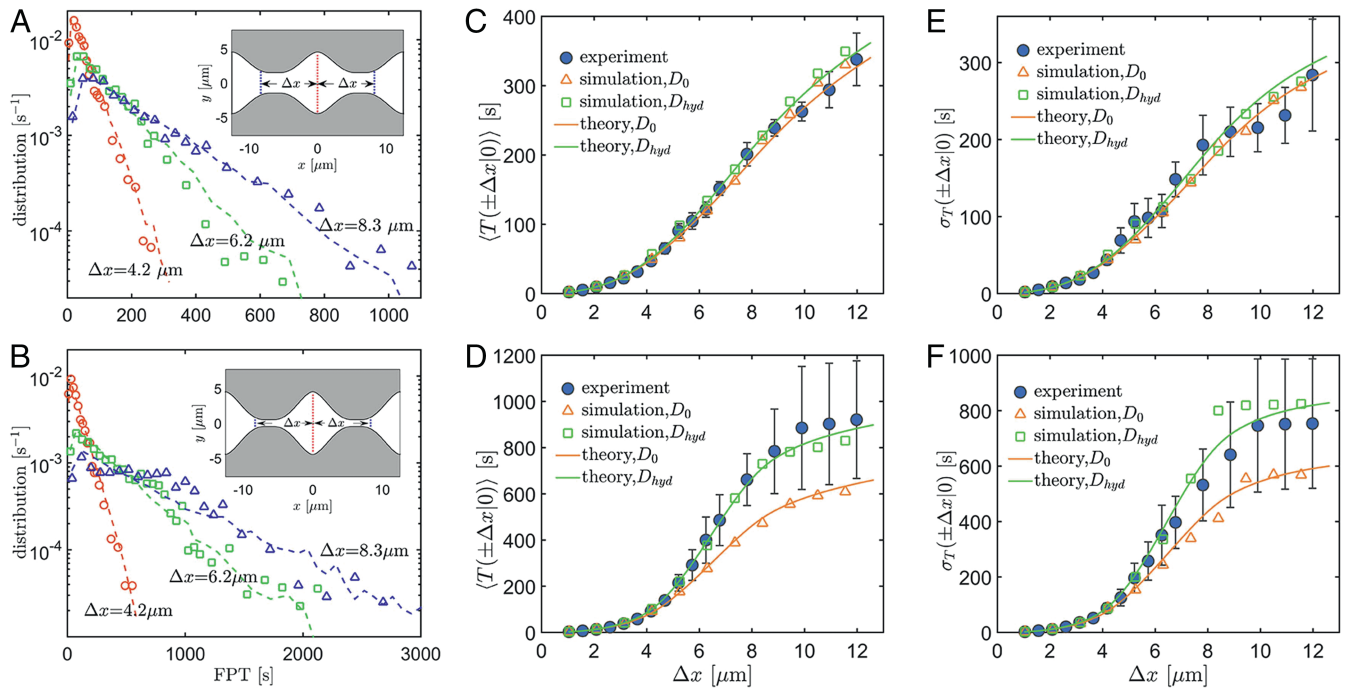 A
distribution [s⁻¹]
10⁻²
10⁻³
10⁻⁴
0 200 400 600 800 1000
Δx=4.2 μm
Δx=6.2 μm
Δx=8.3 μm
y [μm]
5
0
-5
Δx Δx
-10 0 10
x [μm]
B
distribution [s⁻¹]
10⁻²
10⁻³
10⁻⁴
0 1000 2000 3000
FPT [s]
Δx=4.2μm
Δx=6.2μm
Δx=8.3μm
y [μm]
5
0
-5
Δx Δx
-10 0 10
x [μm]
C
⟨T(±Δx|0)⟩ [s]
400
300
200
100
0
0 2 4 6 8 10 12
experiment
simulation,D₀
simulation,D_hyd
theory,D₀
theory,D_hyd
D
⟨T(±Δx|0)⟩ [s]
1200
1000
800
600
400
200
0
0 2 4 6 8 10 12
Δx [μm]
experiment
simulation,D₀
simulation,D_hyd
theory,D₀
theory,D_hyd
E
σ_T(±Δx|0) [s]
300
200
100
0
0 2 4 6 8 10 12
experiment
simulation,D₀
simulation,D_hyd
theory,D₀
theory,D_hyd
F
σ_T(±Δx|0) [s]
1000
800
600
400
200
0
0 2 4 6 8 10 12
Δx [μm]
experiment
simulation,D₀
simulation,D_hyd
theory,D₀
theory,D_hyd